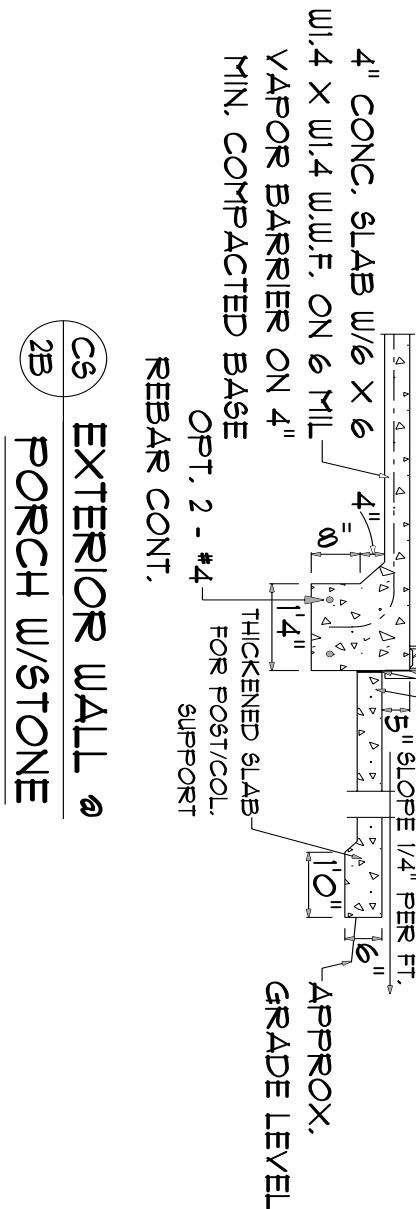 4" CONC. SLAB W/6 X 6
W1.4 X W1.4 W.W.F. ON 6 MIL
VAPOR BARRIER ON 4"
MIN. COMPACTED BASE
OPT. 2 - #4
REBAR CONT.
4"
8"
1'4"
5"
SLOPE 1/4" PER FT.
THICKENED SLAB
FOR POST/COL.
SUPPORT
1'0"
6"
APPROX.
GRADE LEVEL
CS
2B
EXTERIOR WALL @
PORCH W/STONE